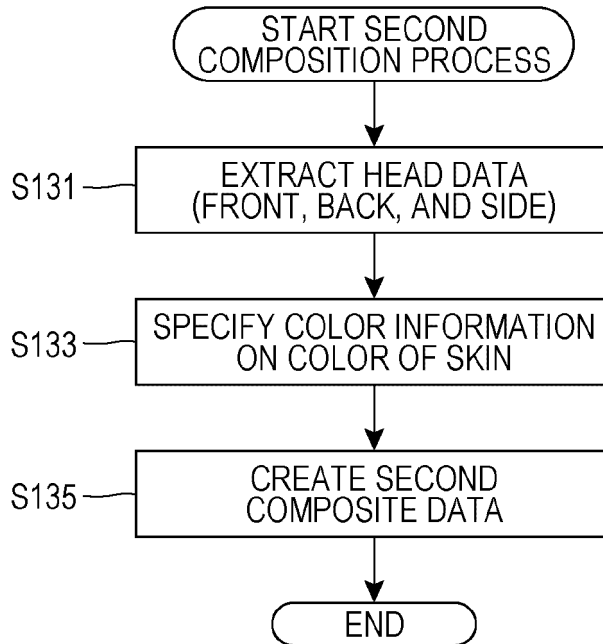 START SECOND
COMPOSITION PROCESS
S131
EXTRACT HEAD DATA
(FRONT, BACK, AND SIDE)
S133
SPECIFY COLOR INFORMATION
ON COLOR OF SKIN
S135
CREATE SECOND
COMPOSITE DATA
END